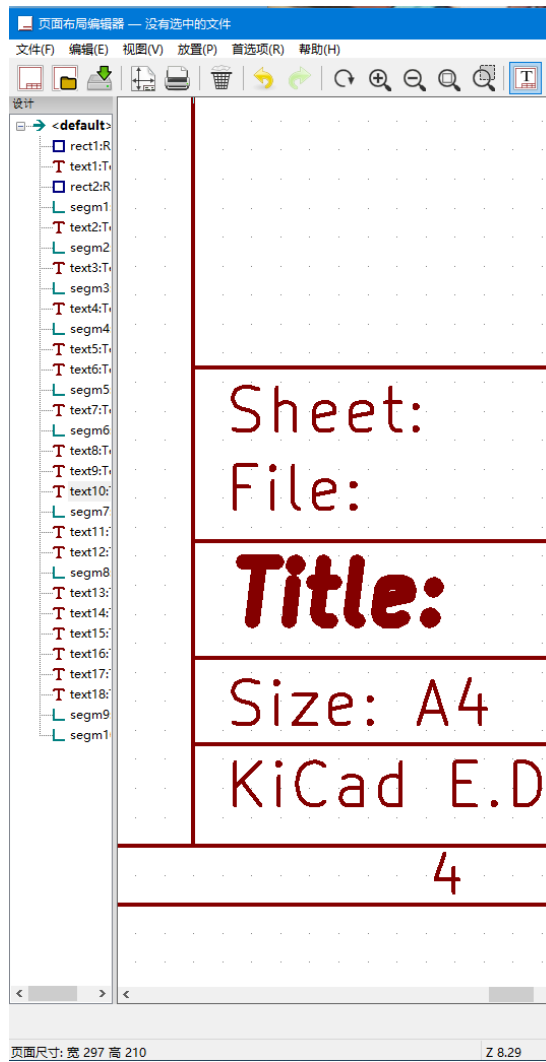 页面布局编辑器 — 没有选中的文件
文件(F) 编辑(E) 视图(V) 放置(P) 首选项(R) 帮助(H)
T
设计
<default>
rect1:R
text1:T
rect2:R
segm1:
text2:T
segm2
text3:T
segm3
text4:T
segm4
text5:T
text6:T
segm5
text7:T
segm6
text8:T
text9:T
text10:
segm7
text11:
text12:
segm8
text13:
text14:
text15:
text16:
text17:
text18:
segm9
segm1
Sheet:
File:
Title:
Size: A4
KiCad E.D
4
页面尺寸: 宽 297 高 210 Z 8.29